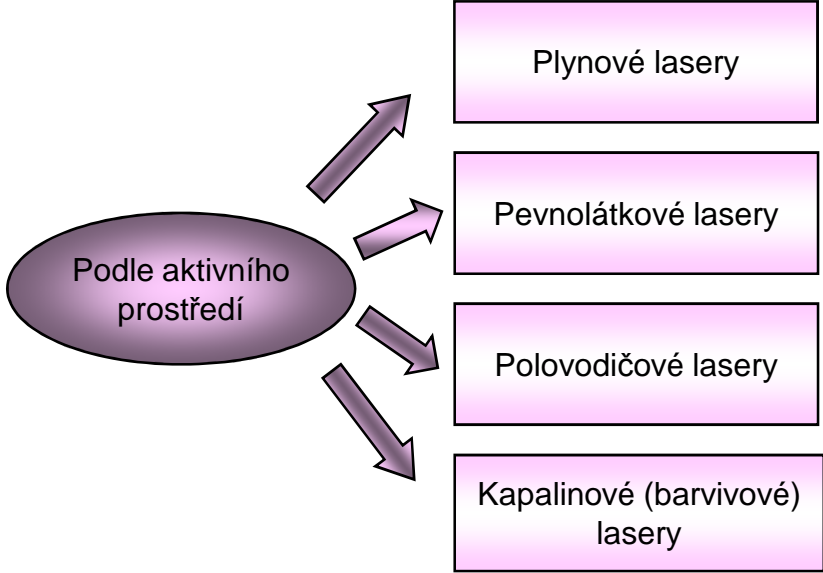 Plynové lasery
Pevnolátkové lasery
Podle aktivního
prostředí
Polovodičové lasery
Kapalinové (barvivové)
lasery